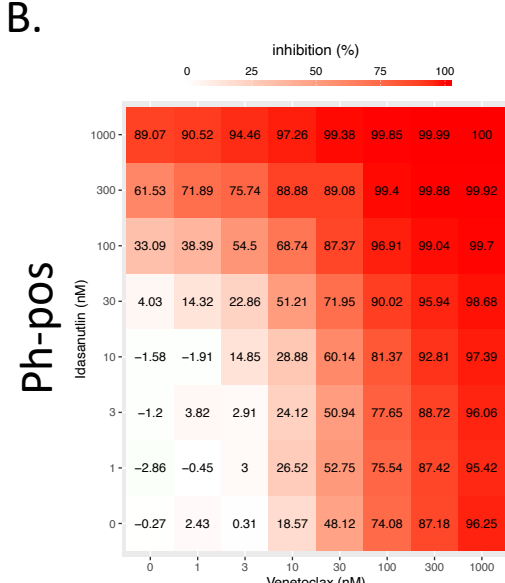 B.
inhibition (%)
0 25 50 75 100
Ph-pos
Idasanutlin (nM)
1000 89.07 90.52 94.46 97.26 99.38 99.85 99.99 100
300 61.53 71.89 75.74 88.88 89.08 99.4 99.88 99.92
100 33.09 38.39 54.5 68.74 87.37 96.91 99.04 99.7
30 4.03 14.32 22.86 51.21 71.95 90.02 95.94 98.68
10 −1.58 −1.91 14.85 28.88 60.14 81.37 92.81 97.39
3 −1.2 3.82 2.91 24.12 50.94 77.65 88.72 96.06
1 −2.86 −0.45 3 26.52 52.75 75.54 87.42 95.42
0 −0.27 2.43 0.31 18.57 48.12 74.08 87.18 96.25
0 1 3 10 30 100 300 1000
Venetoclax (nM)